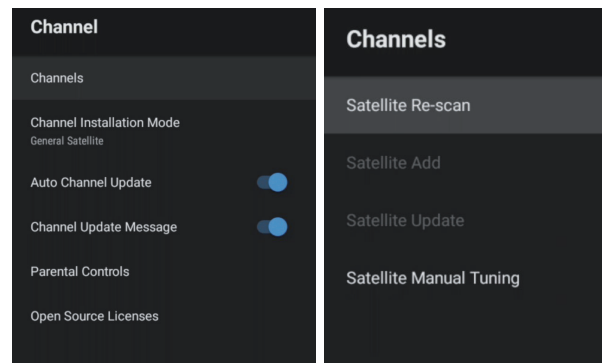 Channel
Channels
Channel Installation Mode
General Satellite
Auto Channel Update
Channel Update Message
Parental Controls
Open Source Licenses
Channels
Satellite Re-scan
Satellite Add
Satellite Update
Satellite Manual Tuning